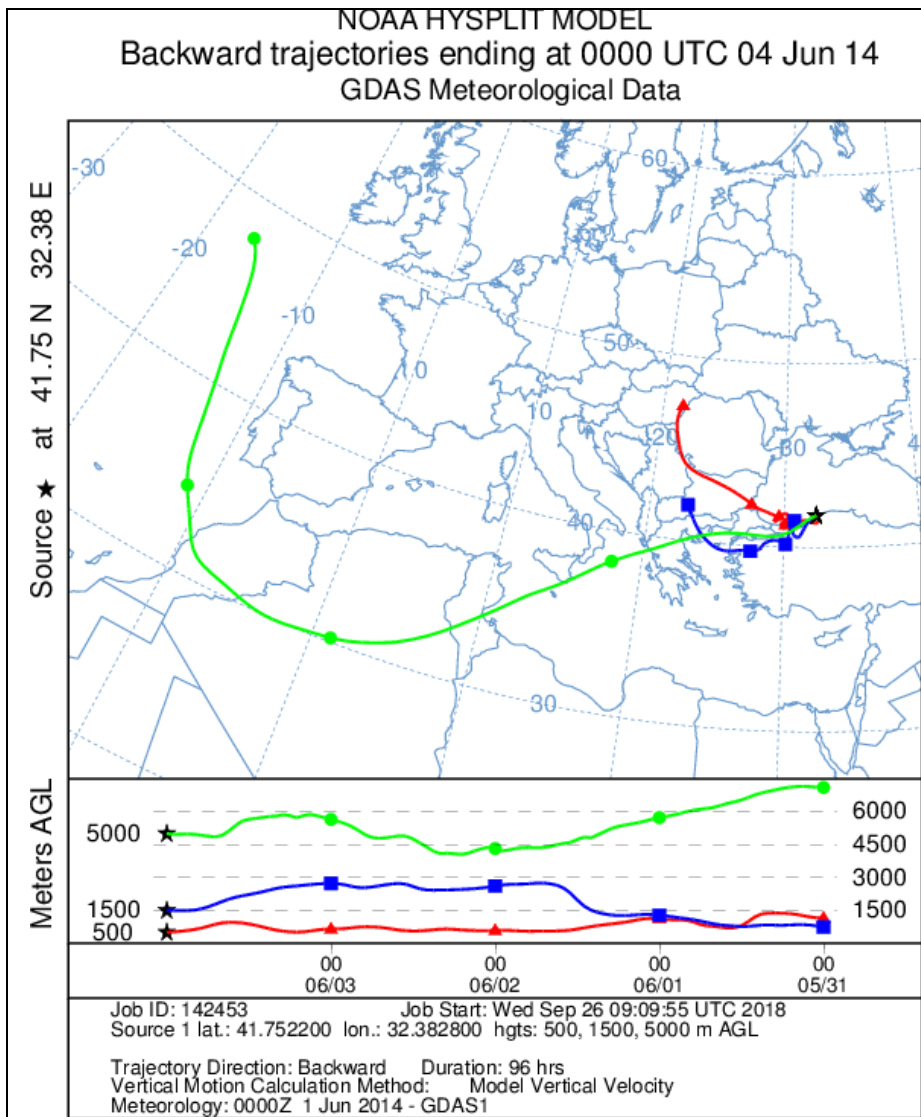 NOAA HYSPLIT MODEL
Backward trajectories ending at 0000 UTC 04 Jun 14
GDAS Meteorological Data
Source ★ at 41.75 N 32.38 E
-30
-20
-10
0
10
20
30
4
60
50
40
30
Meters AGL
5000
1500
500
6000
4500
3000
1500
00 00 00 00
06/03 06/02 06/01 05/31
Job ID: 142453 Job Start: Wed Sep 26 09:09:55 UTC 2018
Source 1 lat.: 41.752200 lon.: 32.382800 hgts: 500, 1500, 5000 m AGL
Trajectory Direction: Backward Duration: 96 hrs
Vertical Motion Calculation Method: Model Vertical Velocity
Meteorology: 0000Z 1 Jun 2014 - GDAS1